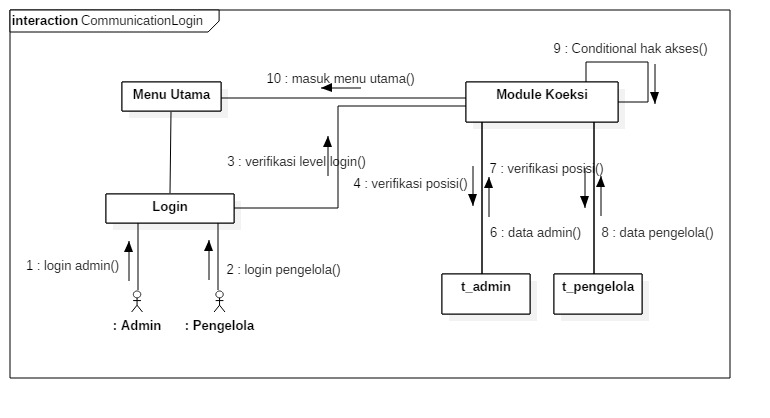 interaction CommunicationLogin
9 : Conditional hak akses()
10 : masuk menu utama()
Menu Utama
Module Koeksi
3 : verifikasi level login()
7 : verifikasi posisi()
4 : verifikasi posisi()
Login
6 : data admin()
8 : data pengelola()
1 : login admin()
2 : login pengelola()
t_admin
t_pengelola
: Admin
: Pengelola